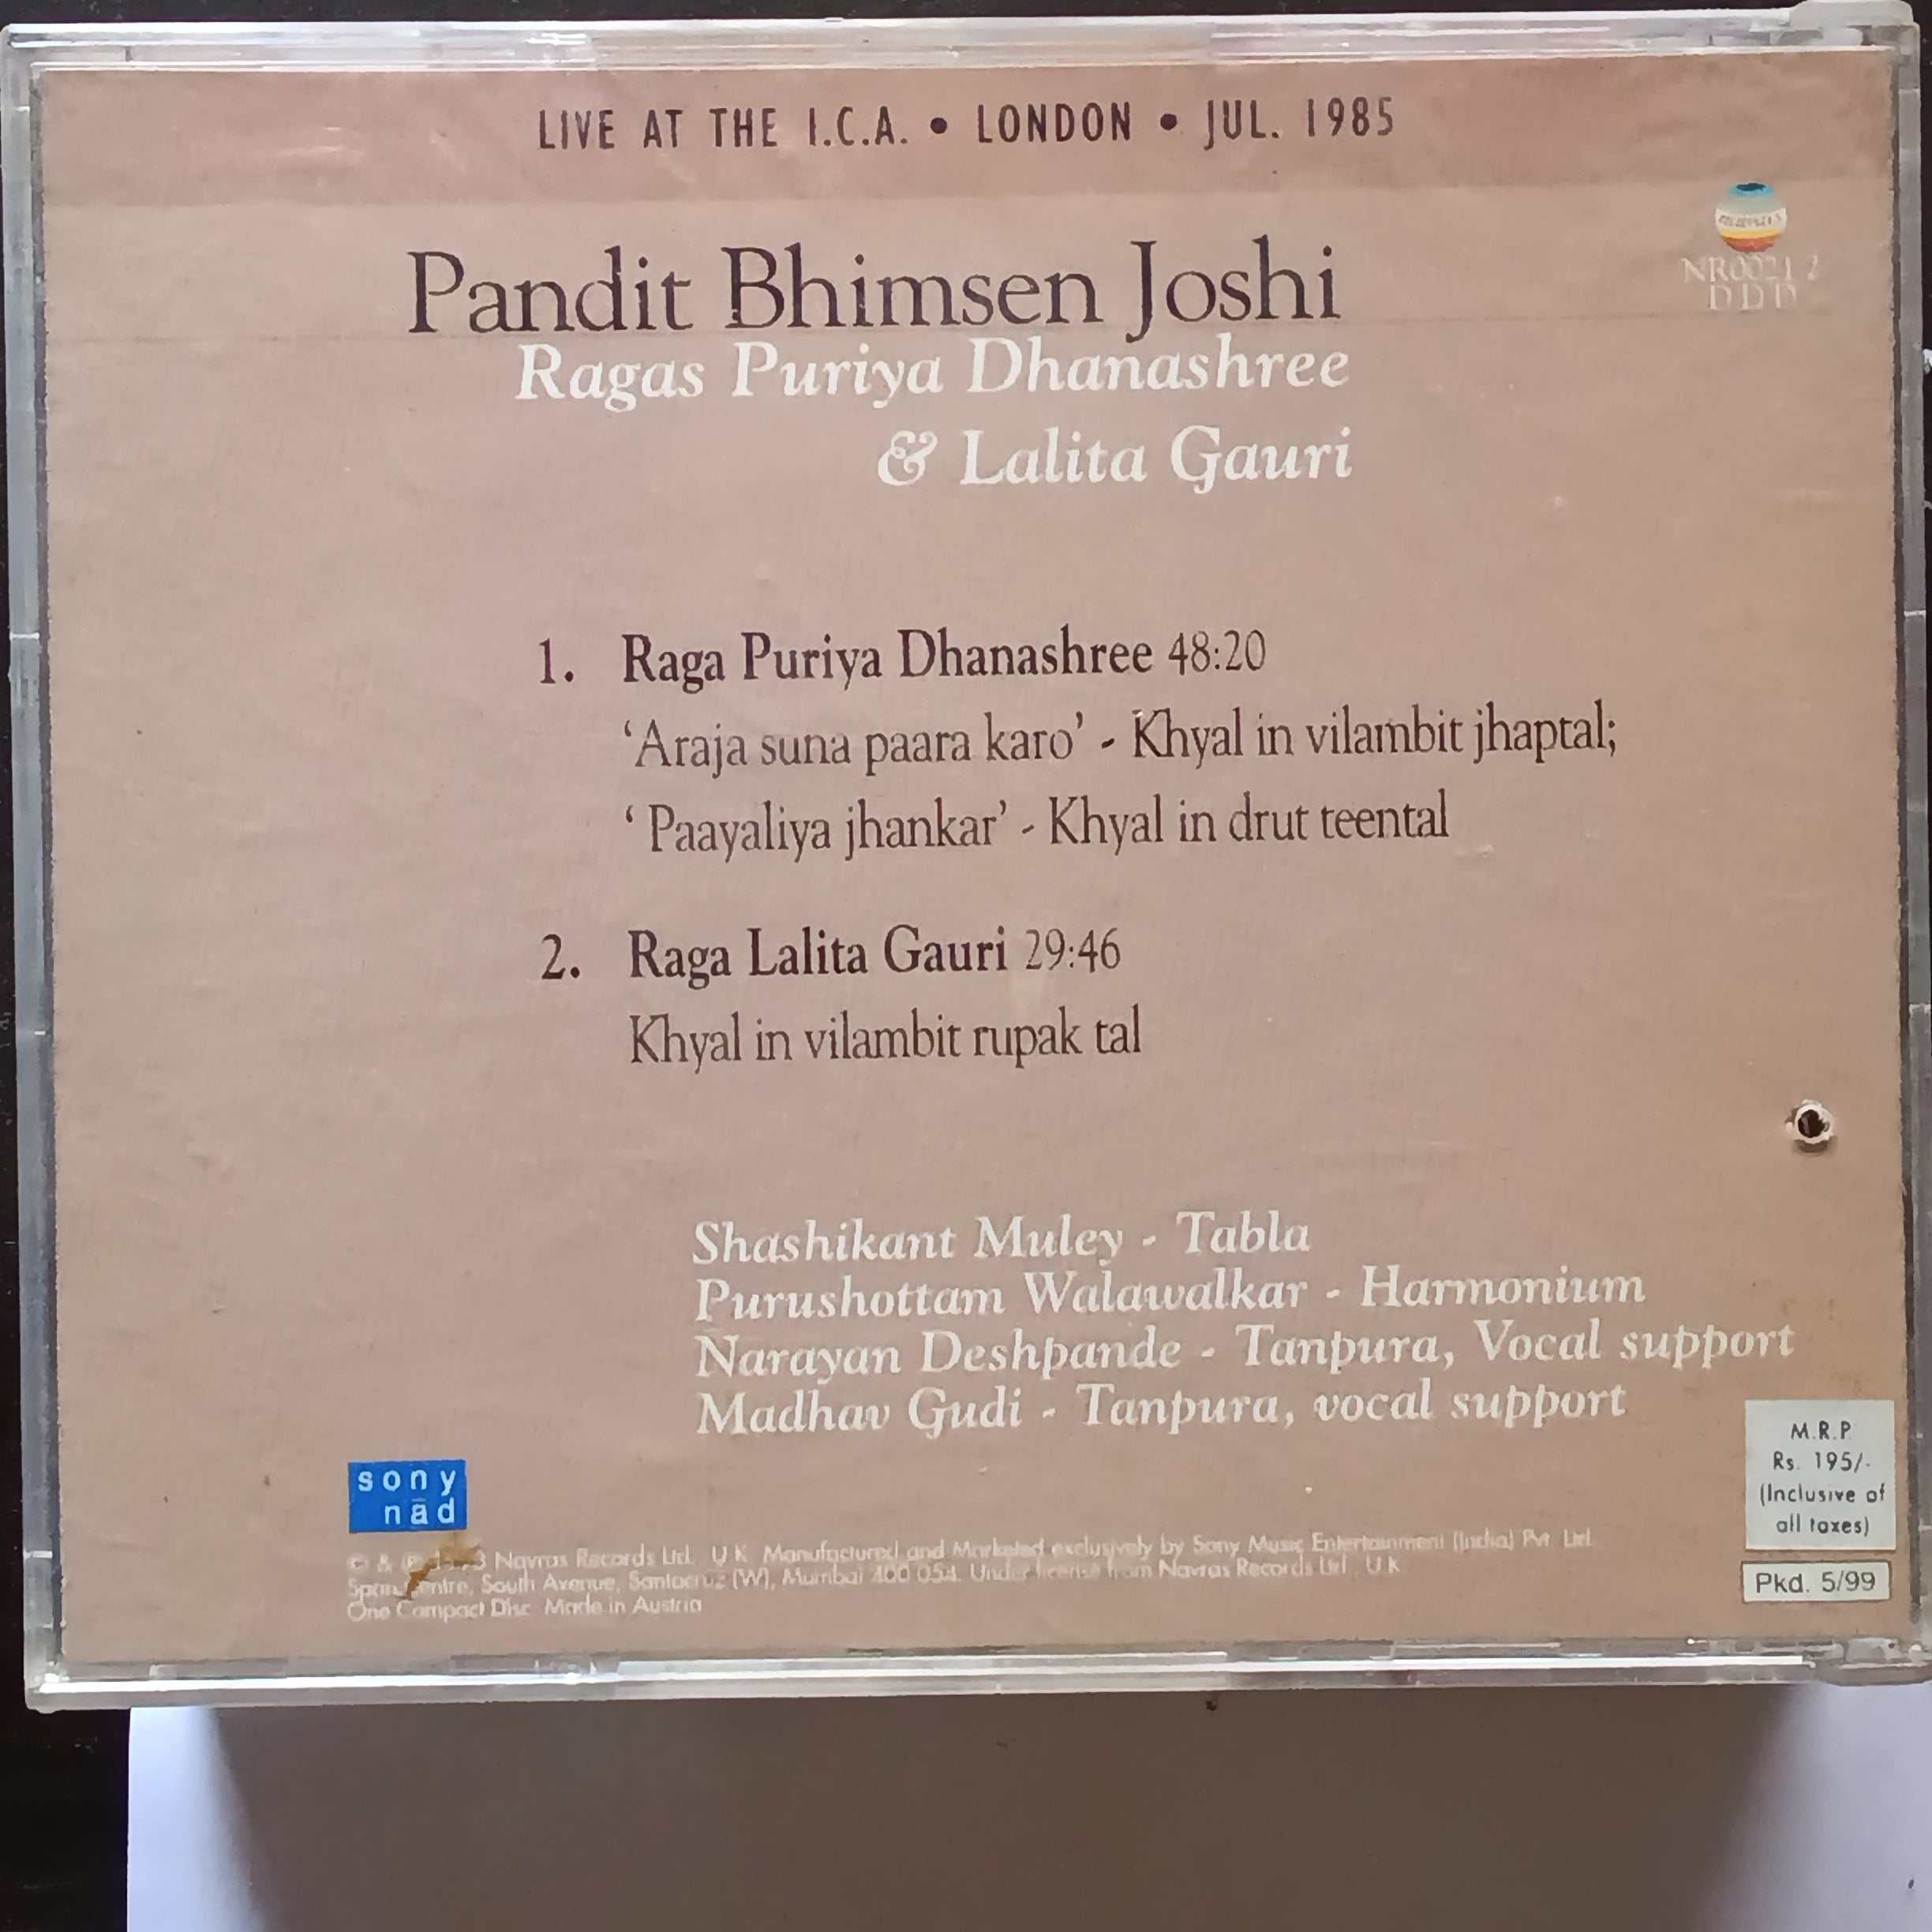 LIVE AT THE I.C.A. • LONDON • JUL. 1985
NR0021 2
DDD
Pandit Bhimsen Joshi
Ragas Puriya Dhanashree
& Lalita Gauri
1. Raga Puriya Dhanashree 48:20
‘Araja suna paara karo’ - Khyal in vilambit jhaptal;
‘ Paayaliya jhankar’ - Khyal in drut teental
2. Raga Lalita Gauri 29:46
Khyal in vilambit rupak tal
Shashikant Muley - Tabla
Purushottam Walawalkar - Harmonium
Narayan Deshpande - Tanpura, Vocal support
Madhav Gudi - Tanpura, vocal support
M.R.P.
Rs. 195/-
(Inclusive of
all taxes)
Pkd. 5/99
sony
nād
© & Navras Records Ltd. U K Manufactured and Marketed exclusively by Sony Music Entertainment (India) Pvt Ltd.
South Avenue, Santacruz (W), Mumbai 400 054. Under license from Navras Records Ltd., U K
One Compact Disc Made in Austria